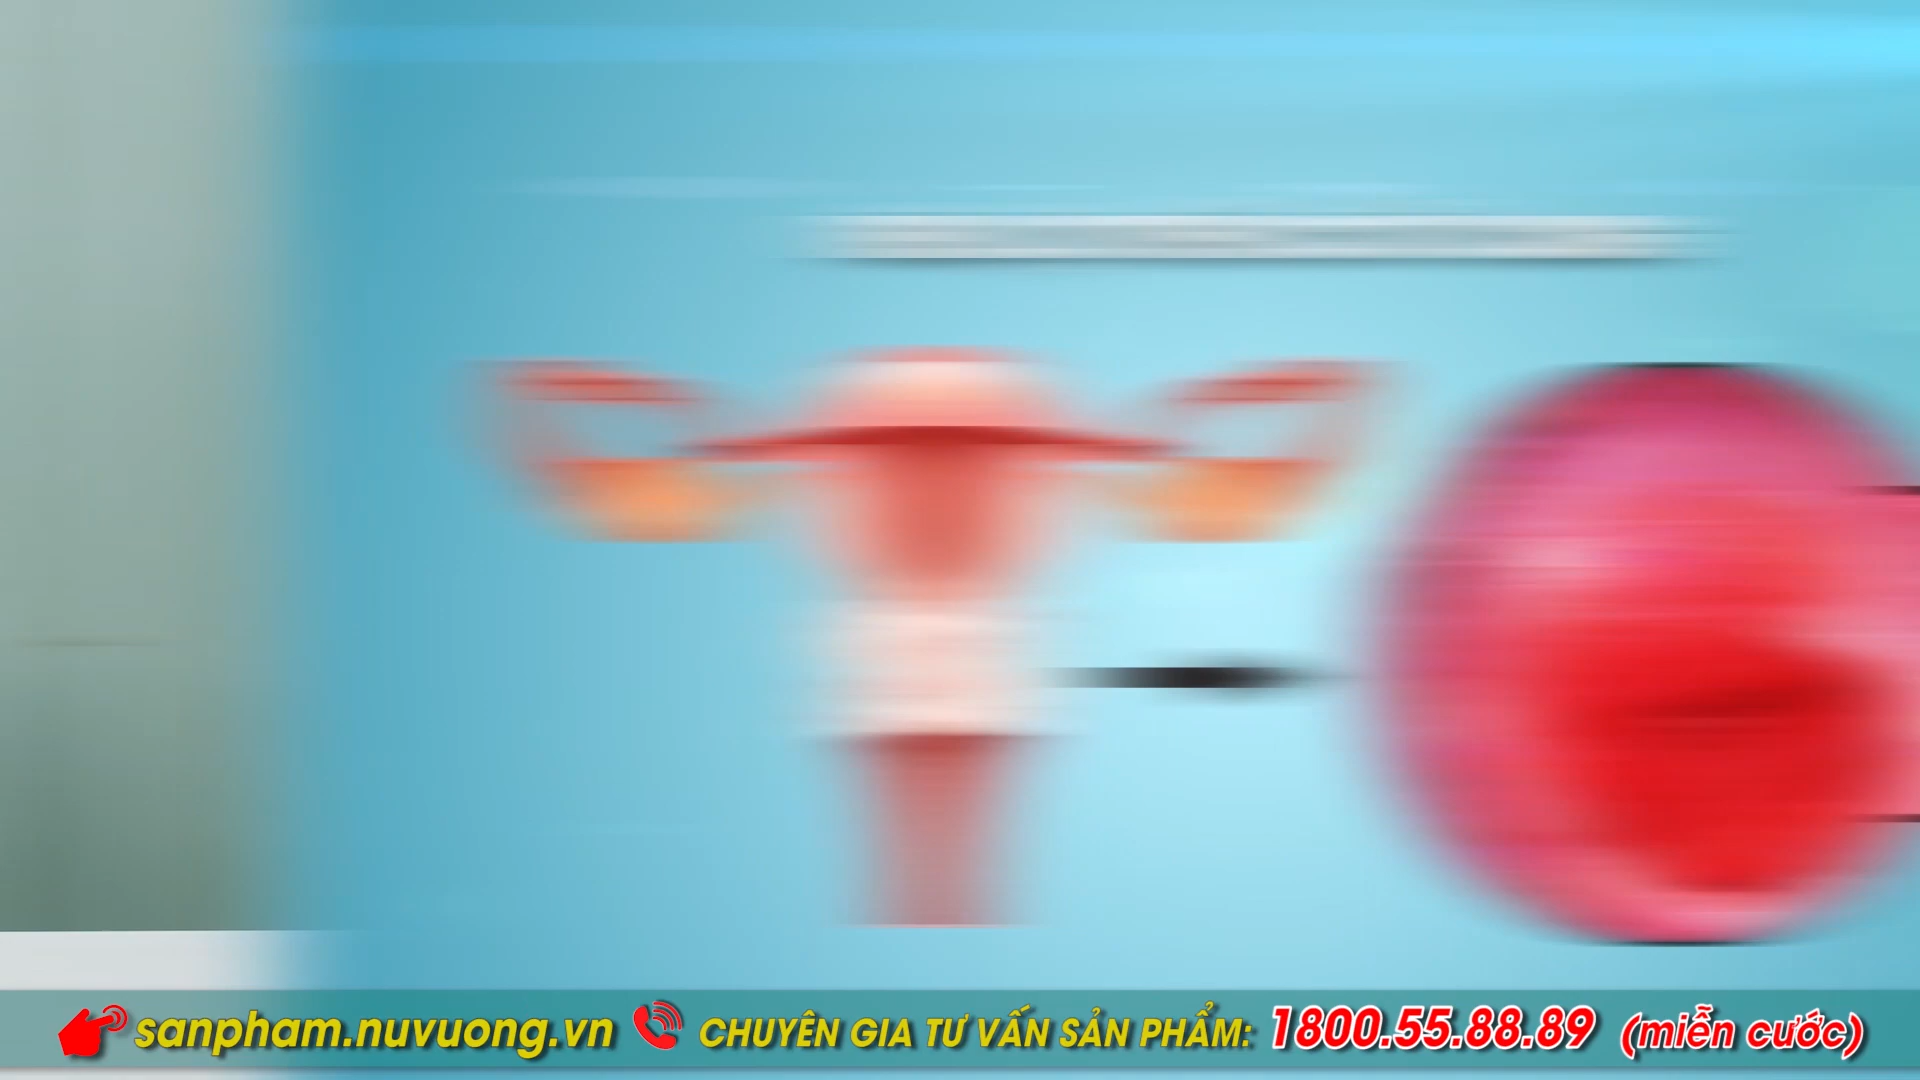 sanpham.nuvuong.vn CHUYÊN GIA TƯ VẤN SẢN PHẨM: 1800.55.88.89 (miễn cước)